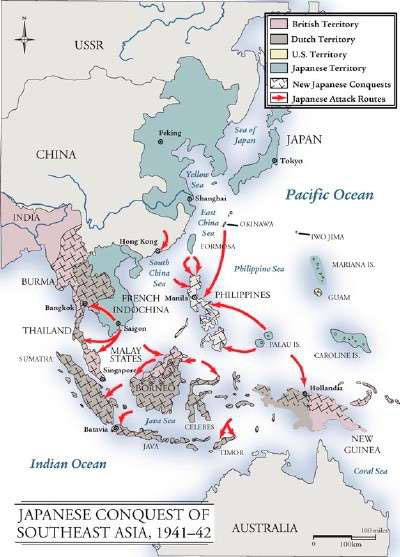 British Territory
Dutch Territory
U.S. Territory
Japanese Territory
New Japanese Conquests
Japanese Attack Routes
N
USSR
Peking
Sea of
Japan
JAPAN
CHINA
Tokyo
Yellow
Sea
Shanghai
Pacific Ocean
East
China
Sea
INDIA
OKINAWA
IWO JIMA
Hong Kong
FORMOSA
South
China
Sea
Philippine Sea
MARIANA IS.
BURMA
GUAM
Bangkok
FRENCH
INDOCHINA
Manila
PHILIPPINES
THAILAND
Saigon
SUMATRA
MALAY
STATES
PALAU IS.
CAROLINE IS.
Singapore
BORNEO
Hollandia
Batavia
Java Sea
CELEBES
JAVA
TIMOR
NEW
GUINEA
Indian Ocean
Coral Sea
JAPANESE CONQUEST OF
SOUTHEAST ASIA, 1941–42
AUSTRALIA
0
100 miles
0
100km